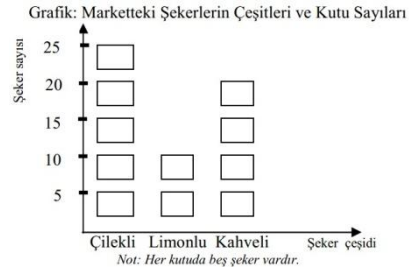 Grafik: Marketteki Şekerlerin Çeşitleri ve Kutu Sayıları
Şeker sayısı
25
20
15
10
5
Çilekli Limonlu Kahveli Şeker çeşidi
Not: Her kutuda beş şeker vardır.